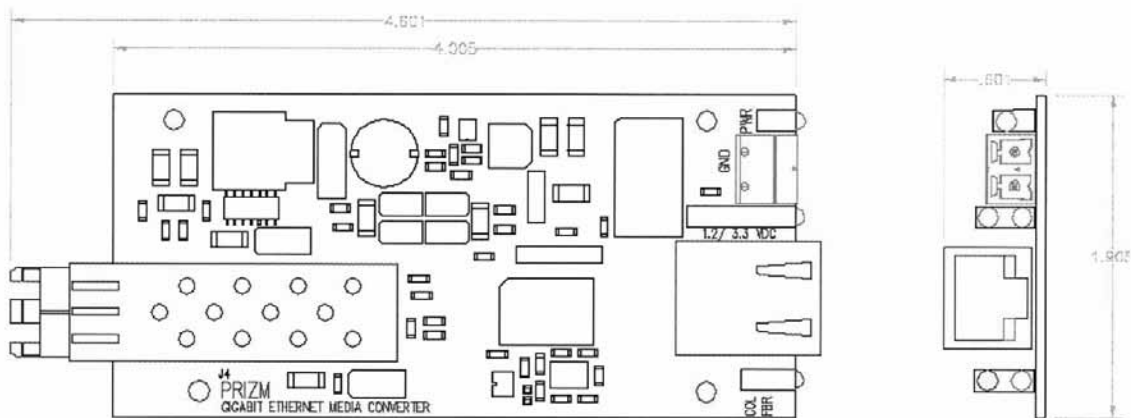 4.601
4.005
.601
PWR
GND
1.2/ 3.3 VDC
1.905
J4
PRIZM
GIGABIT ETHERNET MEDIA CONVERTER
COL
FBR